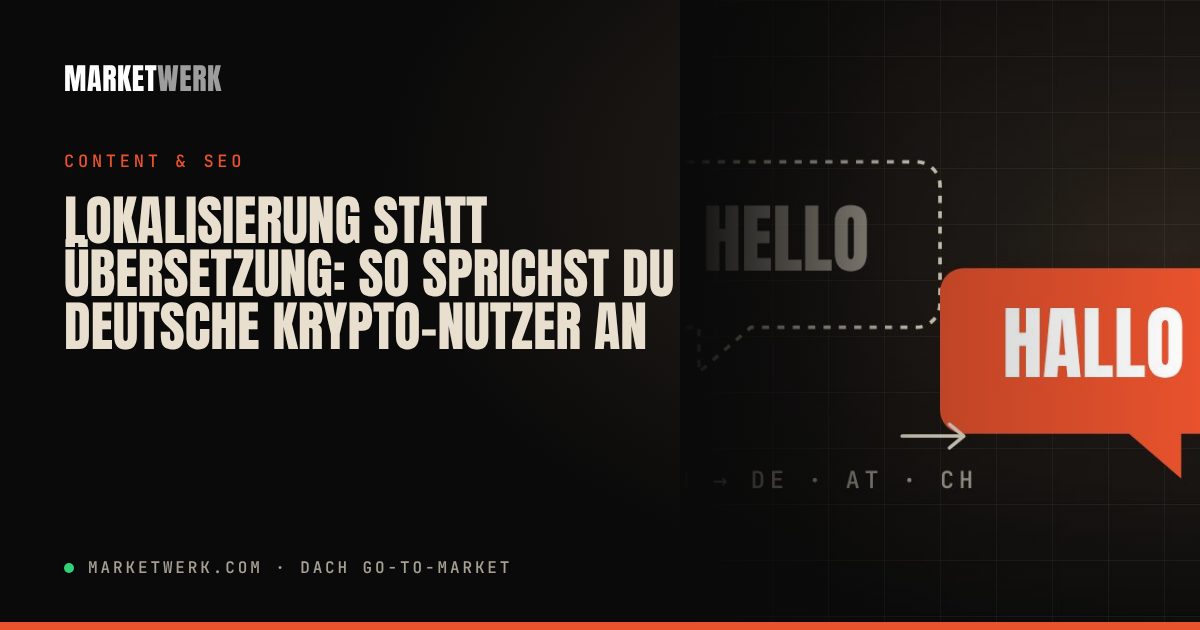 MARKETWERK
CONTENT & SEO
LOKALISIERUNG STATT
ÜBERSETZUNG: SO SPRICHST DU
DEUTSCHE KRYPTO-NUTZER AN
HELLO
HALLO
→ DE · AT · CH
MARKETWERK.COM · DACH GO-TO-MARKET